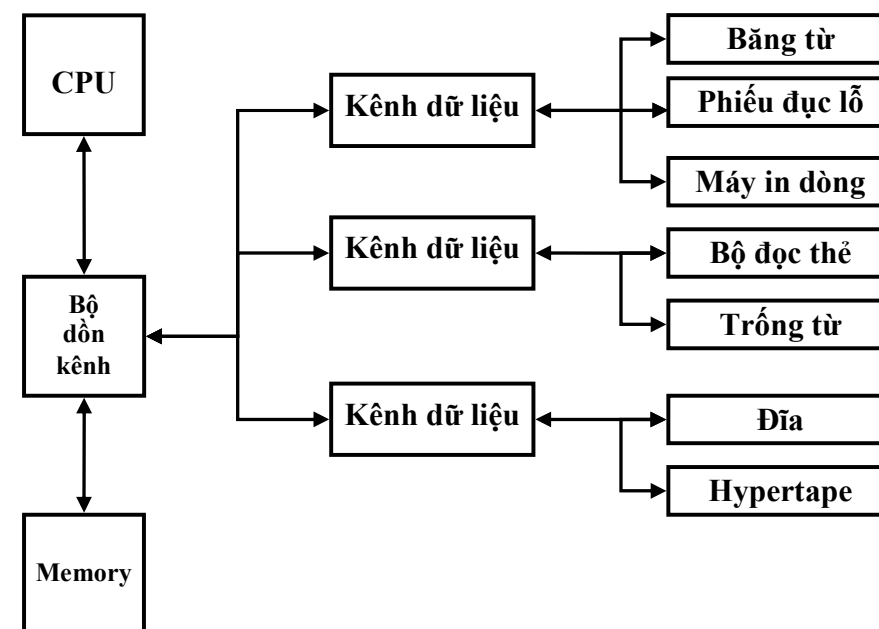 CPU
Bộ
dồn
kênh
Memory
Kênh dữ liệu
Băng từ
Phiếu đục lỗ
Máy in dòng
Kênh dữ liệu
Bộ đọc thẻ
Trống từ
Kênh dữ liệu
Đĩa
Hypertape